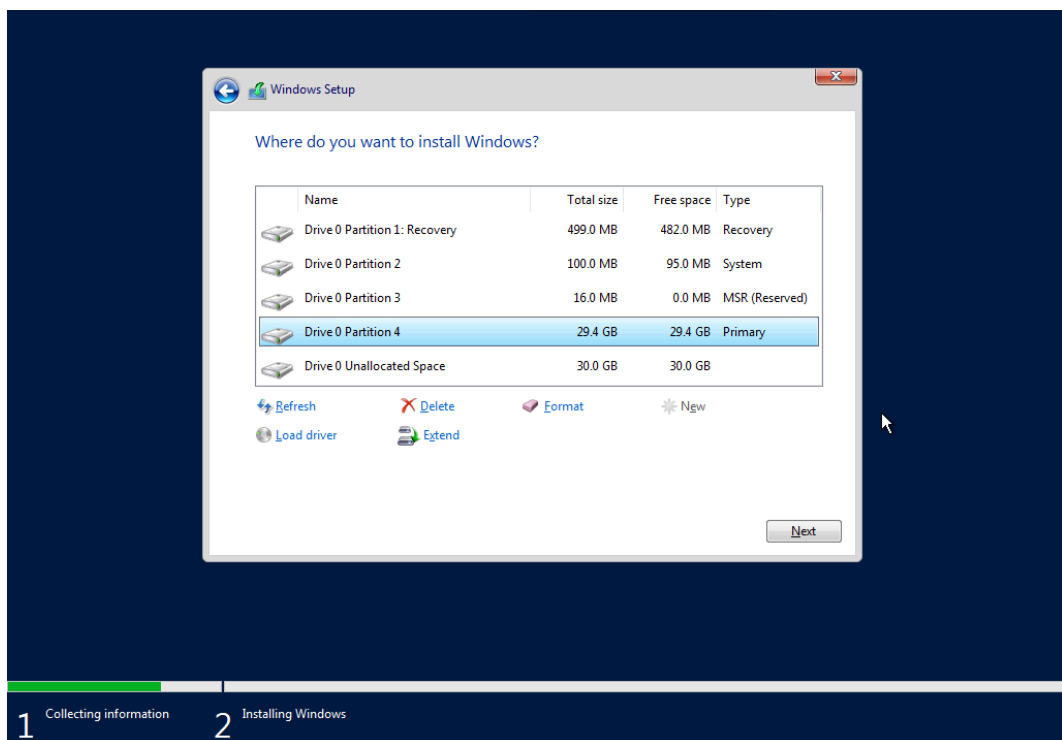 Windows Setup
Where do you want to install Windows?
Name Total size Free space Type
Drive 0 Partition 1: Recovery 499.0 MB 482.0 MB Recovery
Drive 0 Partition 2 100.0 MB 95.0 MB System
Drive 0 Partition 3 16.0 MB 0.0 MB MSR (Reserved)
Drive 0 Partition 4 29.4 GB 29.4 GB Primary
Drive 0 Unallocated Space 30.0 GB 30.0 GB
Refresh Delete Format New
Load driver Extend
Next
1 Collecting information 2 Installing Windows